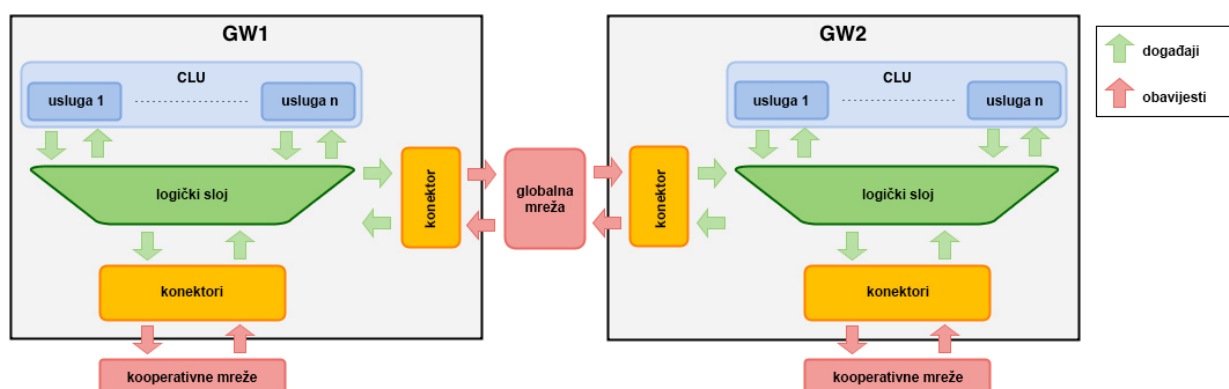 GW1
CLU
usluga 1
usluga n
logički sloj
konektor
konektori
kooperativne mreže
globalna
mreža
GW2
CLU
usluga 1
usluga n
konektor
logički sloj
konektori
kooperativne mreže
događaji
obavijesti